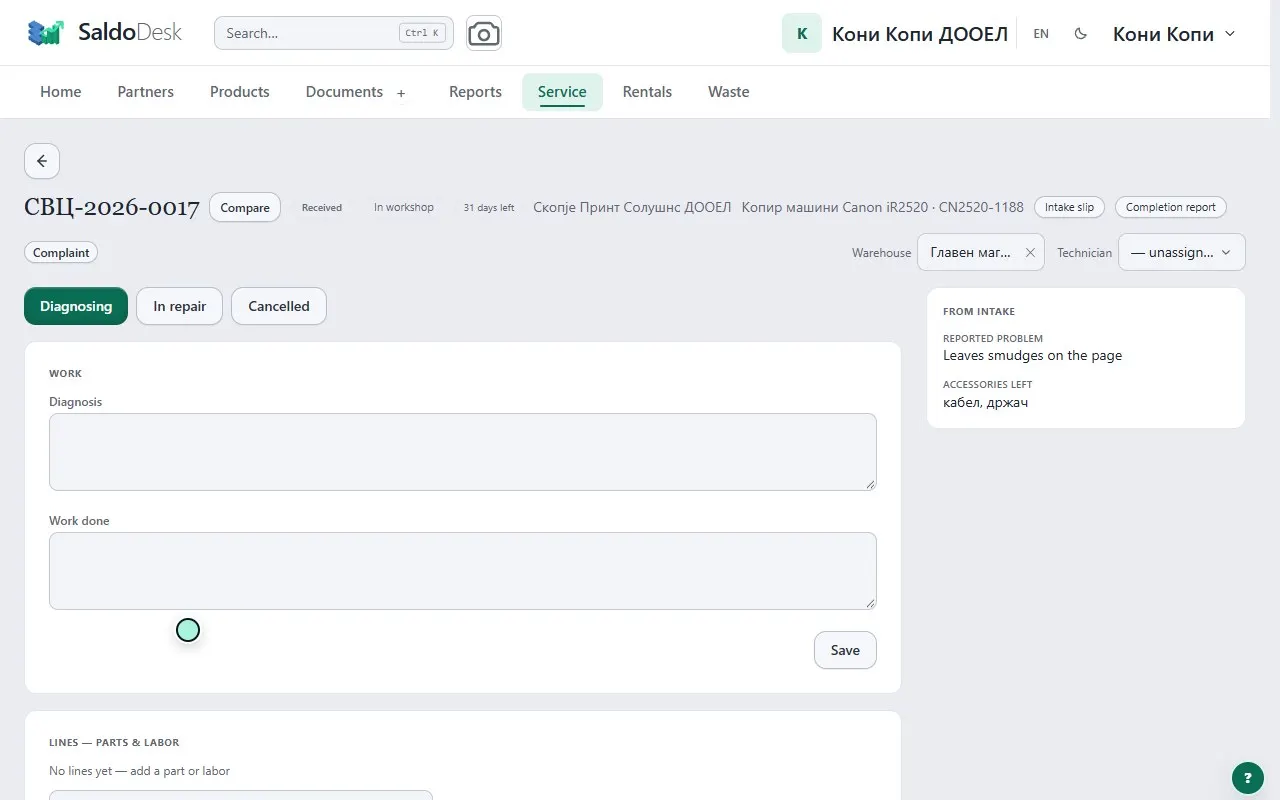 SaldoDesk
Search...
Ctrl K
K
Кони Копи ДООЕЛ
EN
Кони Копи
Home
Partners
Products
Documents +
Reports
Service
Rentals
Waste
СВЦ-2026-0017
Compare
Received
In workshop
31 days left
Скопје Принт Солушнс ДООЕЛ
Копир машини Canon iR2520 · CN2520-1188
Intake slip
Completion report
Complaint
Warehouse
Главен маг...
Technician
— unassign...
Diagnosing
In repair
Cancelled
WORK
Diagnosis
Work done
Save
FROM INTAKE
REPORTED PROBLEM
Leaves smudges on the page
ACCESSORIES LEFT
кабел, држач
LINES — PARTS & LABOR
No lines yet — add a part or labor
?